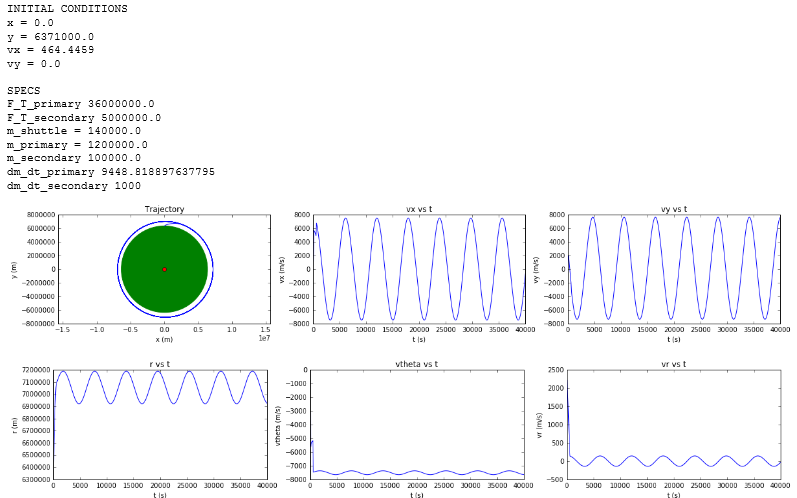 INITIAL CONDITIONS
x = 0.0
y = 6371000.0
vx = 464.4459
vy = 0.0
SPECS
F_T_primary 36000000.0
F_T_secondary 5000000.0
m_shuttle = 140000.0
m_primary = 1200000.0
m_secondary = 100000.0
dm_dt_primary 9448.818897637795
dm_dt_secondary 1000
Trajectory
8000000
6000000
4000000
2000000
0
−2000000
−4000000
−6000000
−8000000
y (m)
−1.5 −1.0 −0.5 0.0 0.5 1.0 1.5
x (m)
1e7
vx vs t
8000
6000
4000
2000
0
−2000
−4000
−6000
−8000
vx (m/s)
0 5000 10000 15000 20000 25000 30000 35000 40000
t (s)
vy vs t
8000
6000
4000
2000
0
−2000
−4000
−6000
−8000
vy (m/s)
0 5000 10000 15000 20000 25000 30000 35000 40000
t (s)
r vs t
7200000
7100000
7000000
6900000
6800000
6700000
6600000
6500000
6400000
6300000
r (m)
0 5000 10000 15000 20000 25000 30000 35000 40000
t (s)
vtheta vs t
0
−1000
−2000
−3000
−4000
−5000
−6000
−7000
−8000
vtheta (m/s)
0 5000 10000 15000 20000 25000 30000 35000 40000
t (s)
vr vs t
2500
2000
1500
1000
500
0
−500
vr (m/s)
0 5000 10000 15000 20000 25000 30000 35000 40000
t (s)